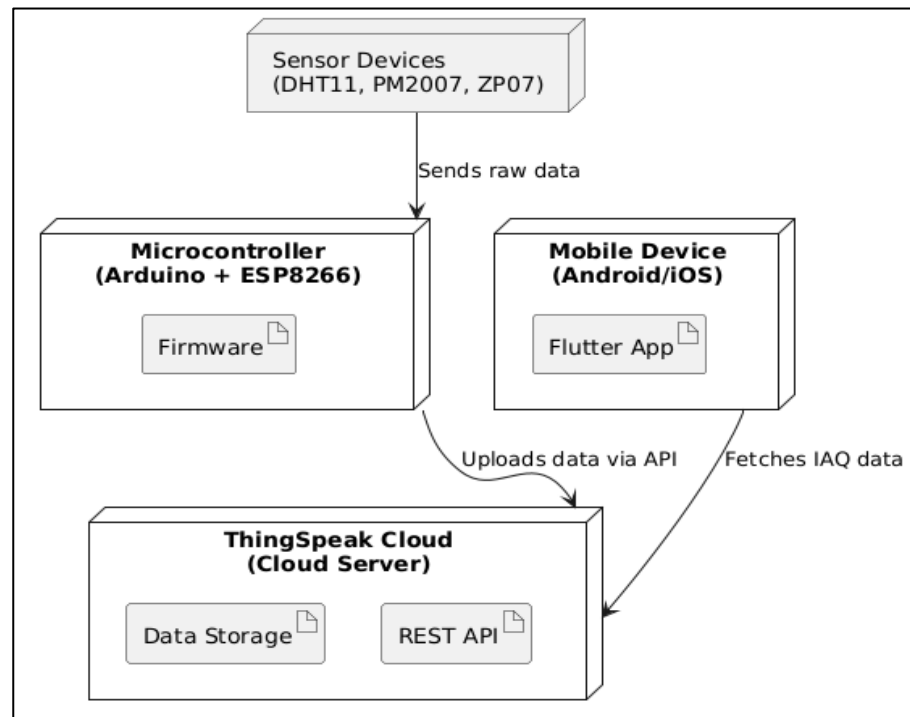 Sensor Devices
(DHT11, PM2007, ZP07)
Sends raw data
Microcontroller
(Arduino + ESP8266)
Firmware
Mobile Device
(Android/iOS)
Flutter App
Uploads data via API
Fetches IAQ data
ThingSpeak Cloud
(Cloud Server)
Data Storage
REST API